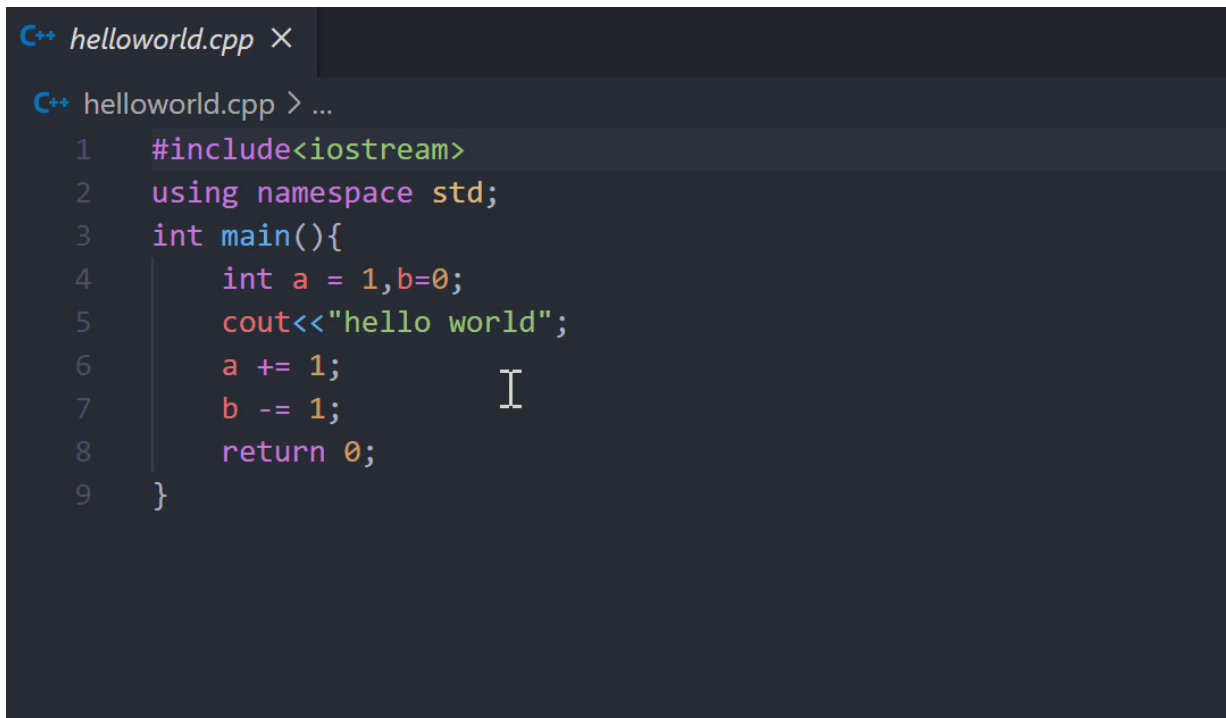 C++ helloworld.cpp ×
C++ helloworld.cpp > ...
1 #include<iostream>
2 using namespace std;
3 int main(){
4     int a = 1,b=0;
5     cout<<"hello world";
6     a += 1;
7     b -= 1;
8     return 0;
9 }